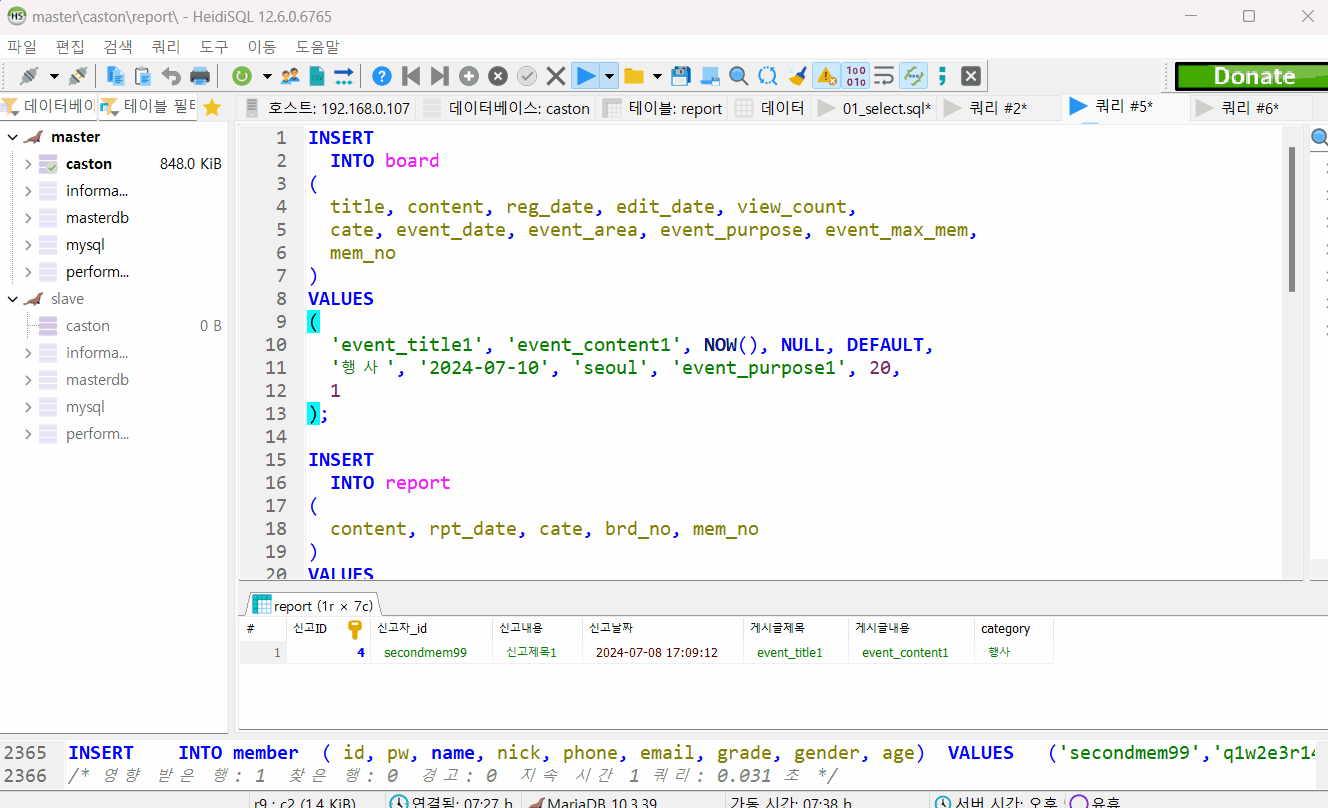 master\caston\report\ - HeidiSQL 12.6.0.6765
파일 편집 검색 쿼리 도구 이동 도움말
Donate
데이터베이 테이블 필터 호스트: 192.168.0.107 데이터베이스: caston 테이블: report 데이터 01_select.sql* 쿼리 #2* 쿼리 #5* 쿼리 #6*
master
caston 848.0 KiB
informa...
masterdb
mysql
perform...
slave
caston 0 B
informa...
masterdb
mysql
perform...
1 INSERT
2 INTO board
3 (
4 title, content, reg_date, edit_date, view_count,
5 cate, event_date, event_area, event_purpose, event_max_mem,
6 mem_no
7 )
8 VALUES
9 (
10 'event_title1', 'event_content1', NOW(), NULL, DEFAULT,
11 '행사', '2024-07-10', 'seoul', 'event_purpose1', 20,
12 1
13 );
14
15 INSERT
16 INTO report
17 (
18 content, rpt_date, cate, brd_no, mem_no
19 )
20 VALUES
report (1r × 7c)
# 신고ID 신고자_id 신고내용 신고날짜 게시글제목 게시글내용 category
1 4 secondmem99 신고제목1 2024-07-08 17:09:12 event_title1 event_content1 행사
2365 INSERT INTO member ( id, pw, name, nick, phone, email, grade, gender, age) VALUES ('secondmem99','q1w2e3r14
2366 /* 영향 받은 행: 1 찾은 행: 0 경고: 0 지속 시간 1 쿼리: 0.031 초 */
r9 : c2 (1.4 KiB) 연결됨: 07:27 h MariaDB 10.3.39 가동 시간: 07:38 h 서버 시간: 오후 유휴